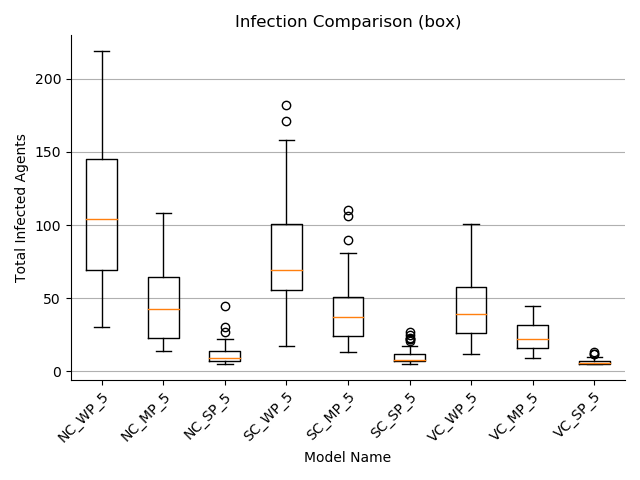 Infection Comparison (box)
Total Infected Agents
200
150
100
50
0
NC_WP_5
NC_MP_5
NC_SP_5
SC_WP_5
SC_MP_5
SC_SP_5
VC_WP_5
VC_MP_5
VC_SP_5
Model Name